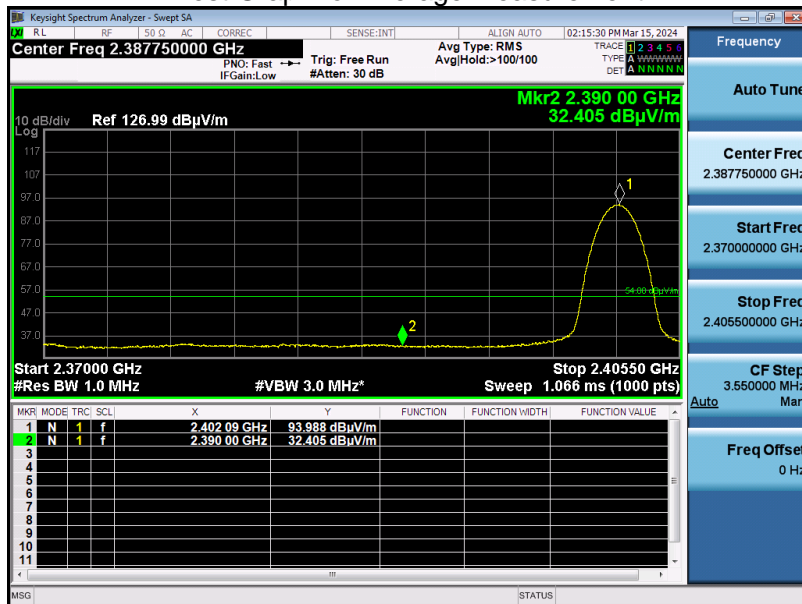 Keysight Spectrum Analyzer - Swept SA
LXI RL RF 50 Ω AC CORREC SENSE:INT ALIGN AUTO 02:15:30 PM Mar 15, 2024
Center Freq 2.387750000 GHz
PNO: Fast
IFGain:Low
Trig: Free Run
#Atten: 30 dB
Avg Type: RMS
Avg|Hold:>100/100
TRACE 1 2 3 4 5 6
TYPE A WWWWW
DET A N N N N N
Mkr2 2.390 00 GHz
32.405 dBµV/m
10 dB/div Ref 126.99 dBµV/m
Log
117
107
97.0
87.0
77.0
67.0
57.0
47.0
37.0
1
2
54.00 dBµV/m
Start 2.37000 GHz Stop 2.40550 GHz
#Res BW 1.0 MHz #VBW 3.0 MHz* Sweep 1.066 ms (1000 pts)
MKR MODE TRC SCL X Y FUNCTION FUNCTION WIDTH FUNCTION VALUE
1 N 1 f 2.402 09 GHz 93.988 dBµV/m
2 N 1 f 2.390 00 GHz 32.405 dBµV/m
3
4
5
6
7
8
9
10
11
MSG STATUS
Frequency
Auto Tune
Center Freq
2.387750000 GHz
Start Freq
2.370000000 GHz
Stop Freq
2.405500000 GHz
CF Step
3.550000 MHz
Auto Man
Freq Offset
0 Hz